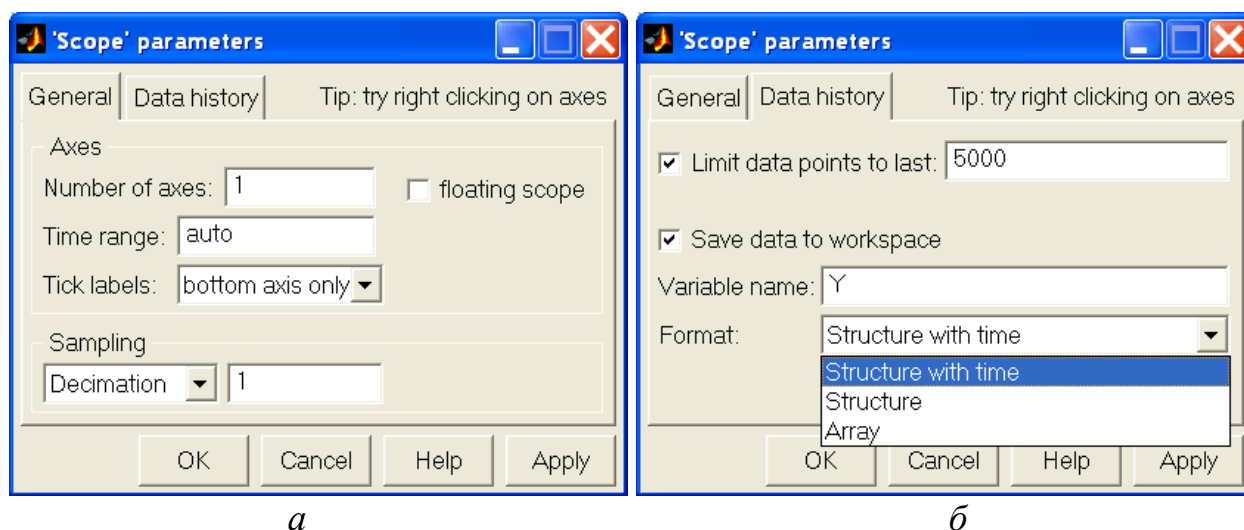 'Scope' parameters
General Data history Tip: try right clicking on axes
Axes
Number of axes: 1 floating scope
Time range: auto
Tick labels: bottom axis only
Sampling
Decimation 1
OK Cancel Help Apply
а
'Scope' parameters
General Data history Tip: try right clicking on axes
Limit data points to last: 5000
Save data to workspace
Variable name: Y
Format: Structure with time
Structure with time
Structure
Array
OK Cancel Help Apply
б